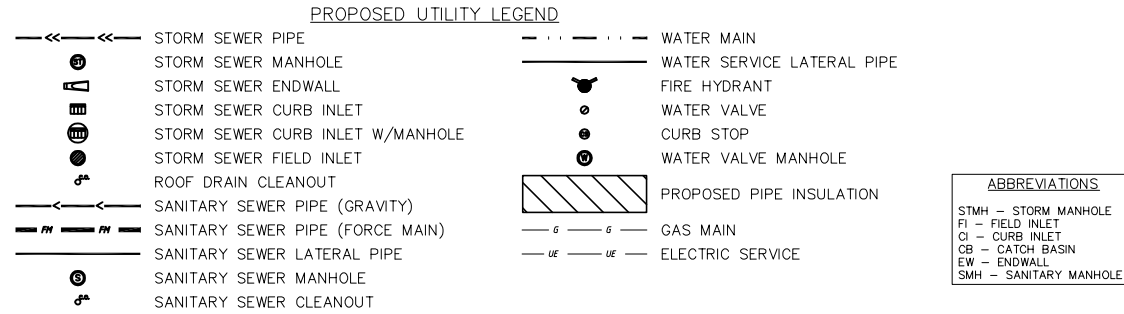 PROPOSED UTILITY LEGEND
<< << STORM SEWER PIPE
ST STORM SEWER MANHOLE
STORM SEWER ENDWALL
STORM SEWER CURB INLET
STORM SEWER CURB INLET W/MANHOLE
STORM SEWER FIELD INLET
C.O. ROOF DRAIN CLEANOUT
< < SANITARY SEWER PIPE (GRAVITY)
FM FM SANITARY SEWER PIPE (FORCE MAIN)
SANITARY SEWER LATERAL PIPE
S SANITARY SEWER MANHOLE
C.O. SANITARY SEWER CLEANOUT
WATER MAIN
WATER SERVICE LATERAL PIPE
FIRE HYDRANT
WATER VALVE
CURB STOP
W WATER VALVE MANHOLE
PROPOSED PIPE INSULATION
G G GAS MAIN
UE UE ELECTRIC SERVICE
ABBREVIATIONS
STMH – STORM MANHOLE
FI – FIELD INLET
CI – CURB INLET
CB – CATCH BASIN
EW – ENDWALL
SMH – SANITARY MANHOLE